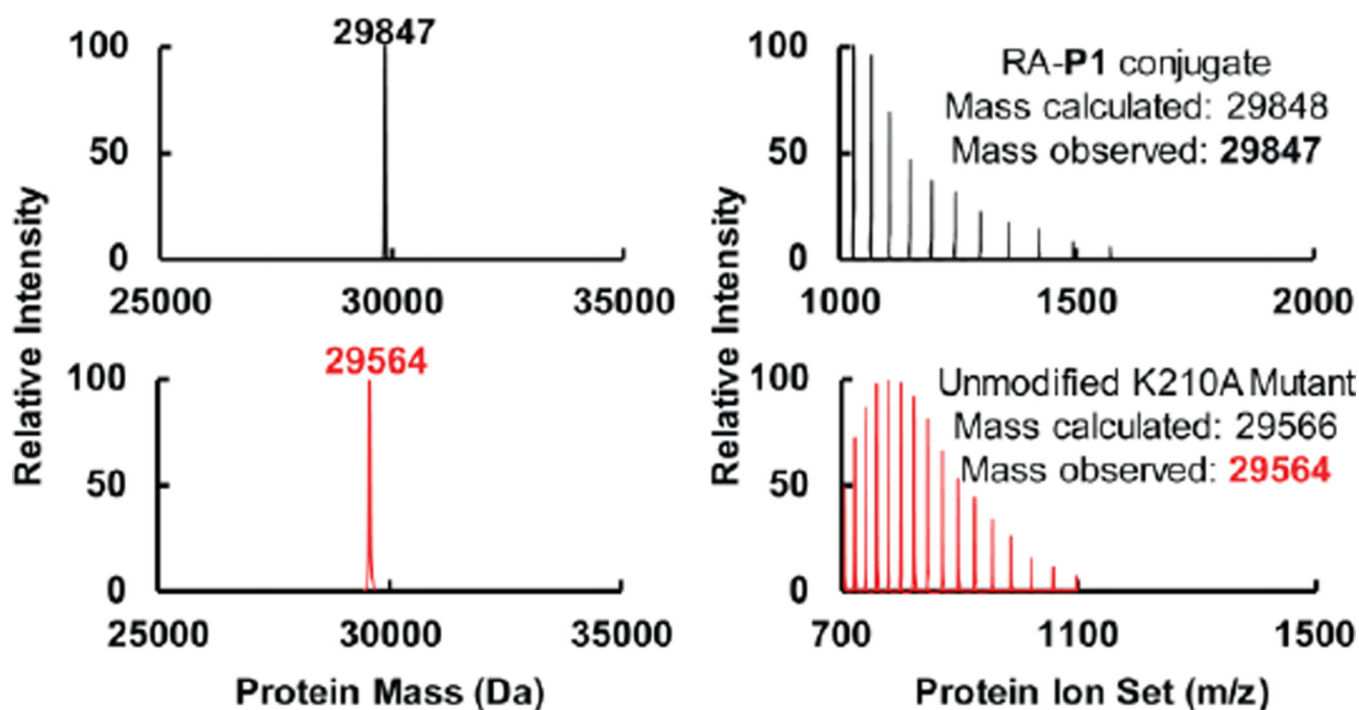 29847
100
50
0
25000 30000 35000
Relative Intensity
RA-P1 conjugate
Mass calculated: 29848
Mass observed: 29847
100
50
0
1000 1500 2000
Relative Intensity
29564
100
50
0
25000 30000 35000
Protein Mass (Da)
Unmodified K210A Mutant
Mass calculated: 29566
Mass observed: 29564
100
50
0
700 1100 1500
Protein Ion Set (m/z)